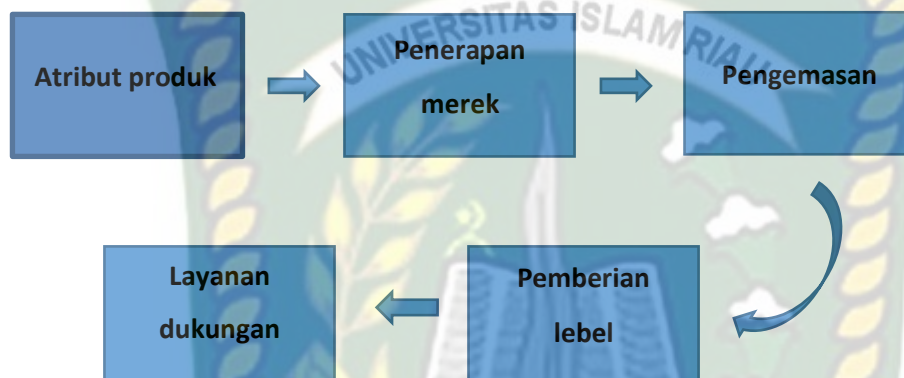 UNIVERSITAS ISLAM RIAU
Atribut produk
Penerapan
merek
Pengemasan
Pemberian
lebel
Layanan
dukungan